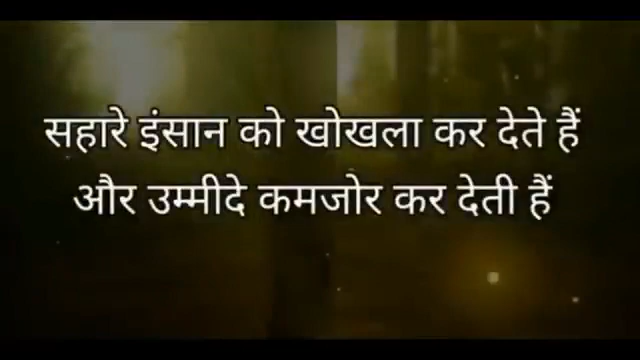 सहारे इंसान को खोखला कर देते हैं
और उम्मीदे कमजोर कर देती हैं